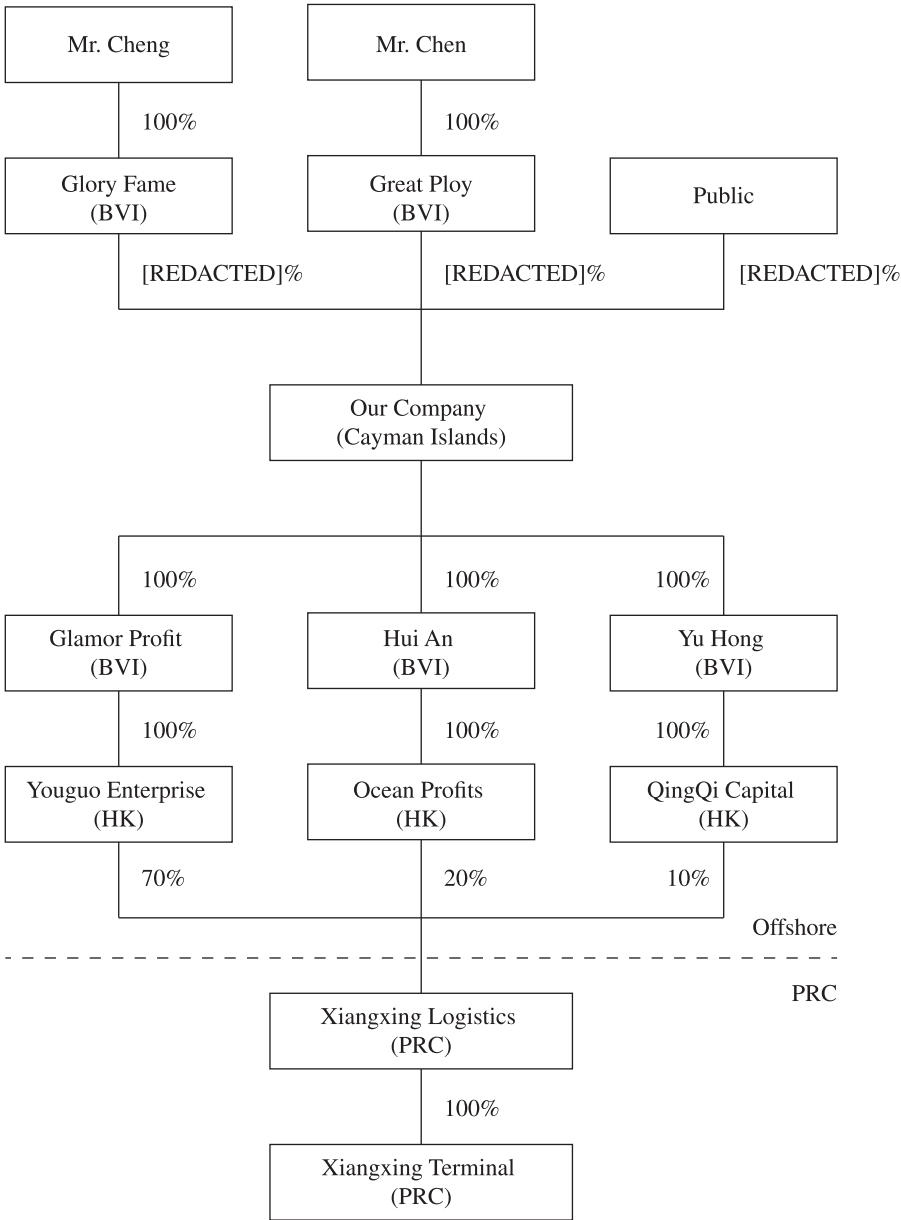 Mr. Cheng
Mr. Chen
100%
100%
Glory Fame
(BVI)
Great Ploy
(BVI)
Public
[REDACTED]%
[REDACTED]%
[REDACTED]%
Our Company
(Cayman Islands)
100%
100%
100%
Glamor Profit
(BVI)
Hui An
(BVI)
Yu Hong
(BVI)
100%
100%
100%
Youguo Enterprise
(HK)
Ocean Profits
(HK)
QingQi Capital
(HK)
70%
20%
10%
Offshore
PRC
Xiangxing Logistics
(PRC)
100%
Xiangxing Terminal
(PRC)